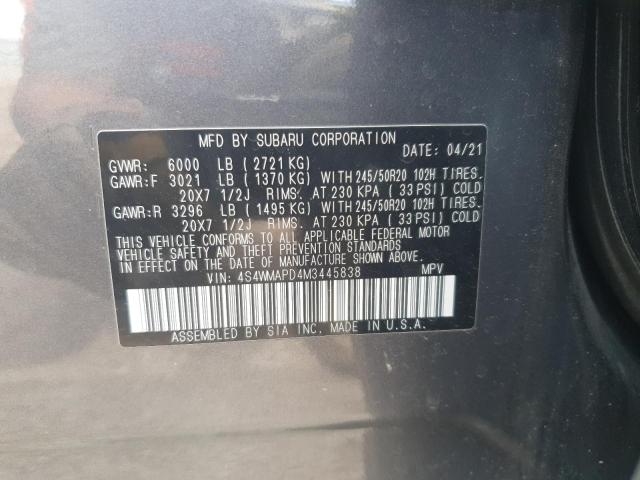 MFD BY SUBARU CORPORATION DATE: 04/21
GVWR: 6000 LB ( 2721 KG)
GAWR:F 3021 LB ( 1370 KG) WITH 245/50R20 102H TIRES.
20X7 1/2J RIMS. AT 230 KPA ( 33 PSI) COLD
GAWR:R 3296 LB ( 1495 KG) WITH 245/50R20 102H TIRES.
20X7 1/2J RIMS. AT 230 KPA ( 33 PSI) COLD
THIS VEHICLE CONFORMS TO ALL APPLICABLE FEDERAL MOTOR
VEHICLE SAFETY AND THEFT PREVENTION STANDARDS
IN EFFECT ON THE DATE OF MANUFACTURE SHOWN ABOVE.
VIN: 4S4WMAPD4M3445838 MPV
ASSEMBLED BY SIA INC. MADE IN U.S.A.